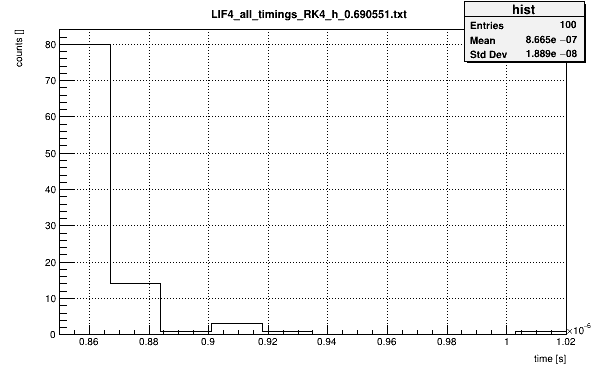 LIF4_all_timings_RK4_h_0.690551.txt
hist
Entries 100
Mean 8.665e −07
Std Dev 1.889e −08
counts []
80
70
60
50
40
30
20
10
0
0.86 0.88 0.9 0.92 0.94 0.96 0.98 1 1.02
×10⁻⁶
time [s]